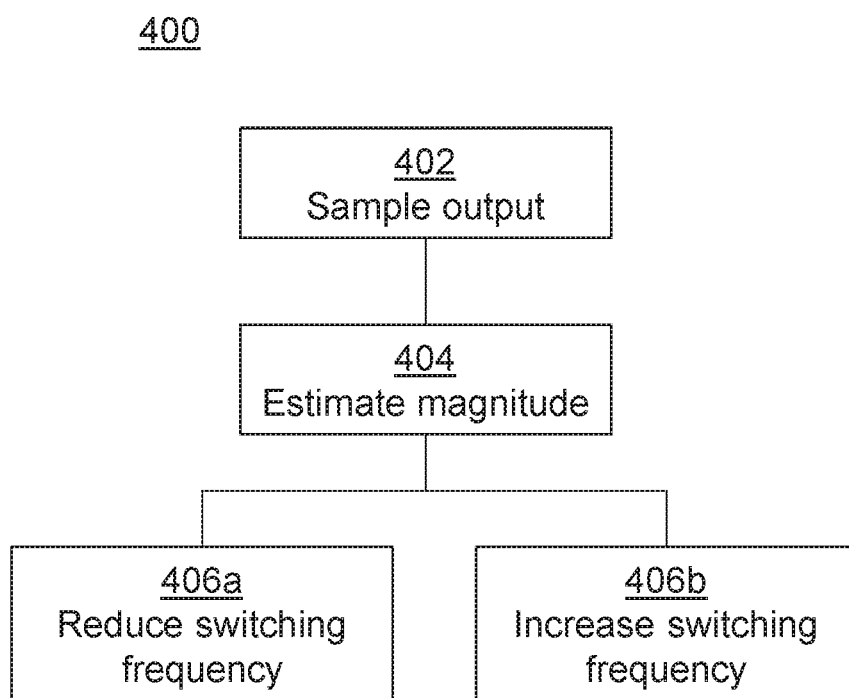 400
402
Sample output
404
Estimate magnitude
406a
Reduce switching
frequency
406b
Increase switching
frequency